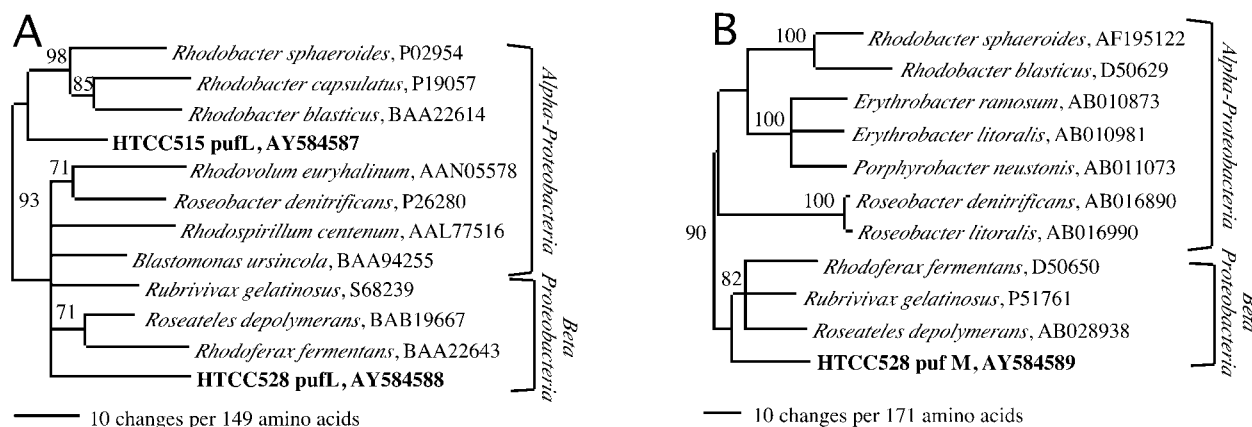 A
98
Rhodobacter sphaeroides, P02954
85
Rhodobacter capsulatus, P19057
Rhodobacter blasticus, BAA22614
HTCC515 pufL, AY584587
71
Rhodovolum euryhalinum, AAN05578
93
Roseobacter denitrificans, P26280
Rhodospirillum centenum, AAL77516
Blastomonas ursincola, BAA94255
Rubrivivax gelatinosus, S68239
71
Roseateles depolymerans, BAB19667
Rhodoferax fermentans, BAA22643
HTCC528 pufL, AY584588
Alpha-Proteobacteria
Beta
Proteobacteria
10 changes per 149 amino acids
B
100
Rhodobacter sphaeroides, AF195122
Rhodobacter blasticus, D50629
Erythrobacter ramosum, AB010873
100
Erythrobacter litoralis, AB010981
Porphyrobacter neustonis, AB011073
100
Roseobacter denitrificans, AB016890
Roseobacter litoralis, AB016990
90
Rhodoferax fermentans, D50650
82
Rubrivivax gelatinosus, P51761
Roseateles depolymerans, AB028938
HTCC528 puf M, AY584589
Alpha-Proteobacteria
Beta
Proteobacteria
10 changes per 171 amino acids